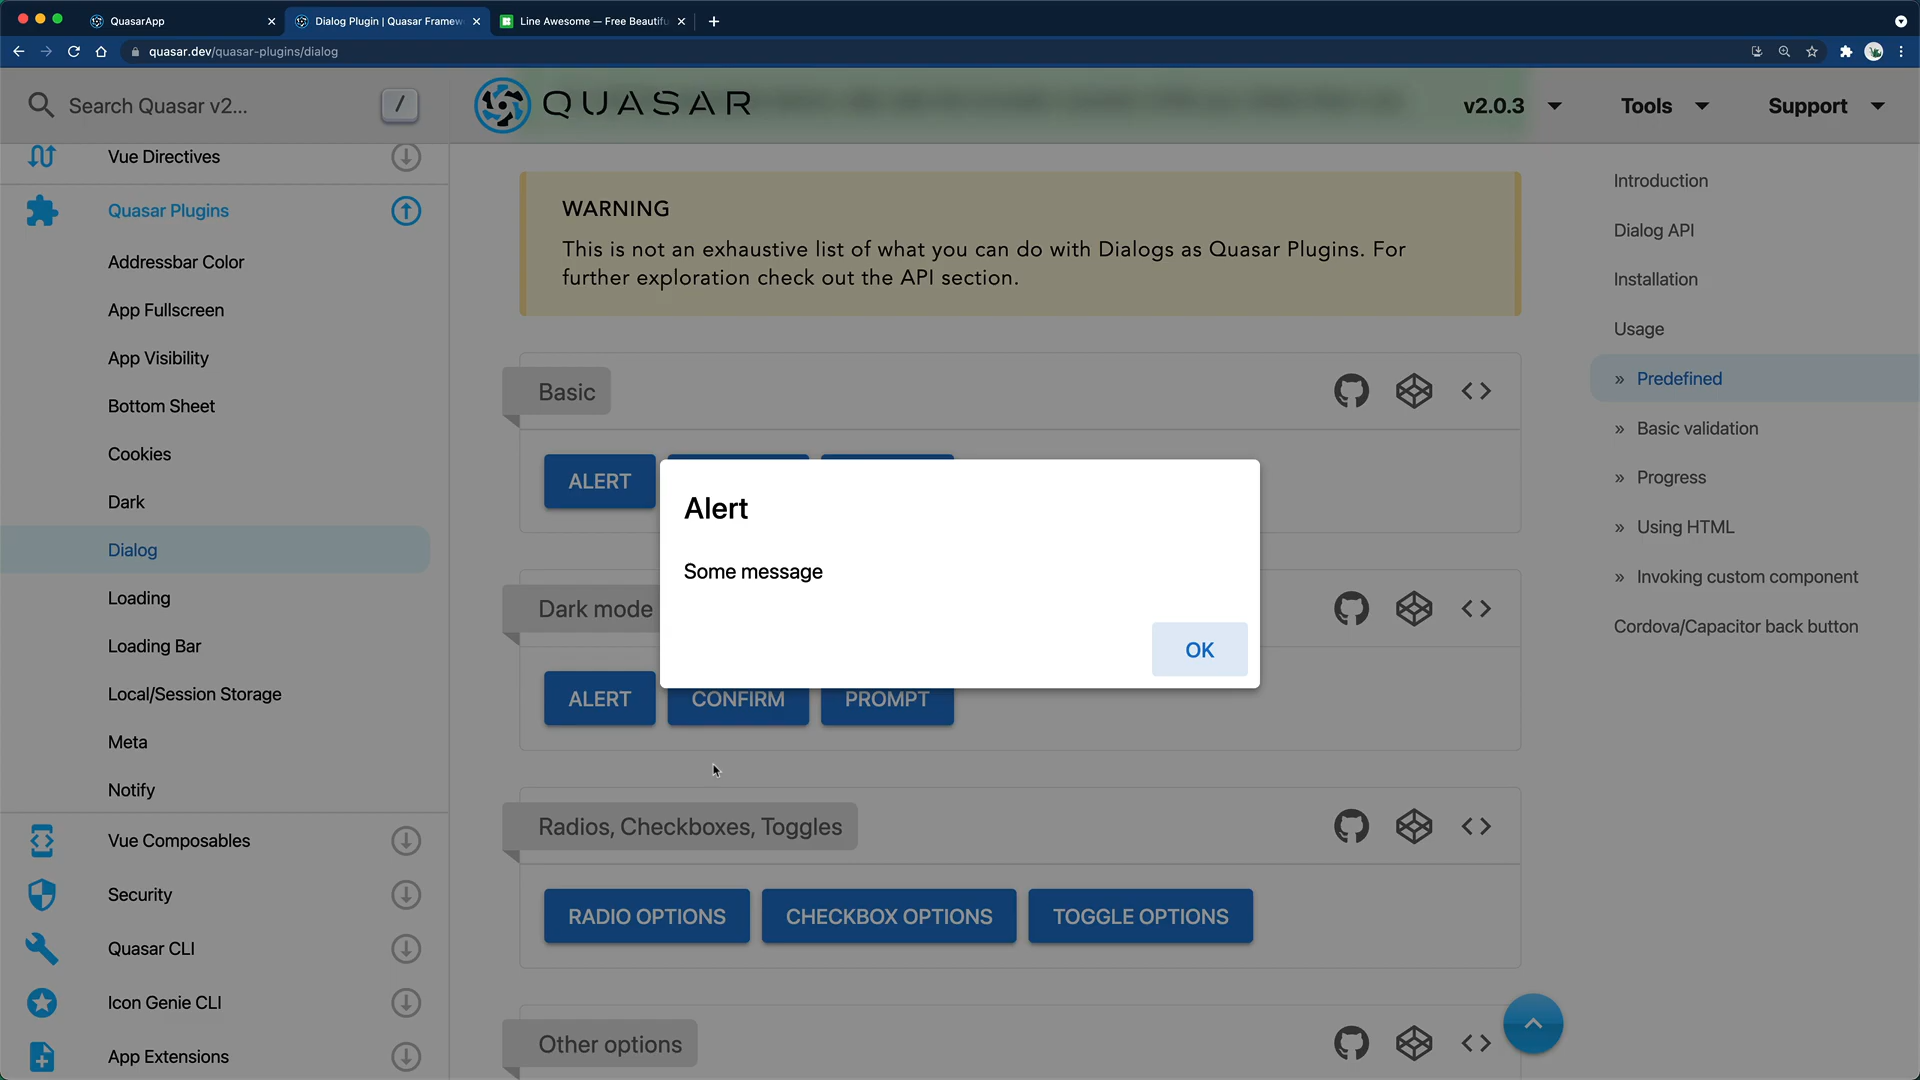 QuasarApp
Dialog Plugin | Quasar Framew
Line Awesome — Free Beautifu
quasar.dev/quasar-plugins/dialog
Search Quasar v2...
/
QUASAR
v2.0.3
Tools
Support
Vue Directives
Quasar Plugins
Addressbar Color
App Fullscreen
App Visibility
Bottom Sheet
Cookies
Dark
Dialog
Loading
Loading Bar
Local/Session Storage
Meta
Notify
Vue Composables
Security
Quasar CLI
Icon Genie CLI
App Extensions
WARNING
This is not an exhaustive list of what you can do with Dialogs as Quasar Plugins. For
further exploration check out the API section.
Basic
ALERT
Alert
Some message
OK
Dark mode
ALERT
CONFIRM
PROMPT
Radios, Checkboxes, Toggles
RADIO OPTIONS
CHECKBOX OPTIONS
TOGGLE OPTIONS
Other options
Introduction
Dialog API
Installation
Usage
» Predefined
» Basic validation
» Progress
» Using HTML
» Invoking custom component
Cordova/Capacitor back button